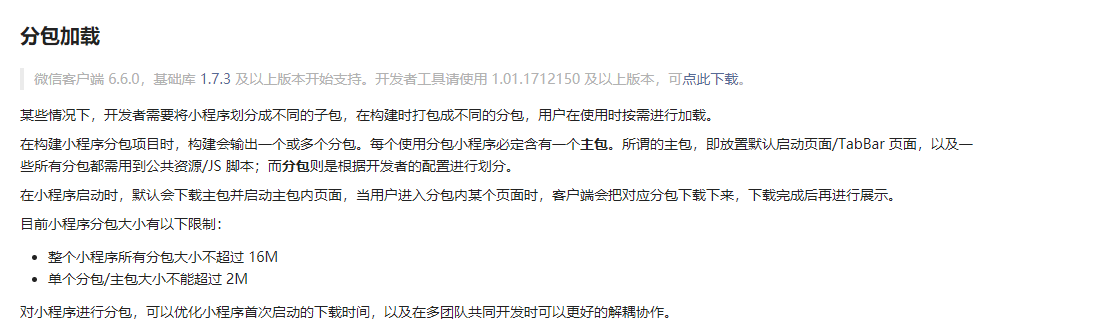 分包加载
微信客户端 6.6.0，基础库 1.7.3 及以上版本开始支持。开发者工具请使用 1.01.1712150 及以上版本，可点此下载。
某些情况下，开发者需要将小程序划分成不同的子包，在构建时打包成不同的分包，用户在使用时按需进行加载。
在构建小程序分包项目时，构建会输出一个或多个分包。每个使用分包小程序必定含有一个主包。所谓的主包，即放置默认启动页面/TabBar 页面，以及一
些所有分包都需用到公共资源/JS 脚本；而分包则是根据开发者的配置进行划分。
在小程序启动时，默认会下载主包并启动主包内页面，当用户进入分包内某个页面时，客户端会把对应分包下载下来，下载完成后再进行展示。
目前小程序分包大小有以下限制：
• 整个小程序所有分包大小不超过 16M
• 单个分包/主包大小不能超过 2M
对小程序进行分包，可以优化小程序首次启动的下载时间，以及在多团队共同开发时可以更好的解耦协作。